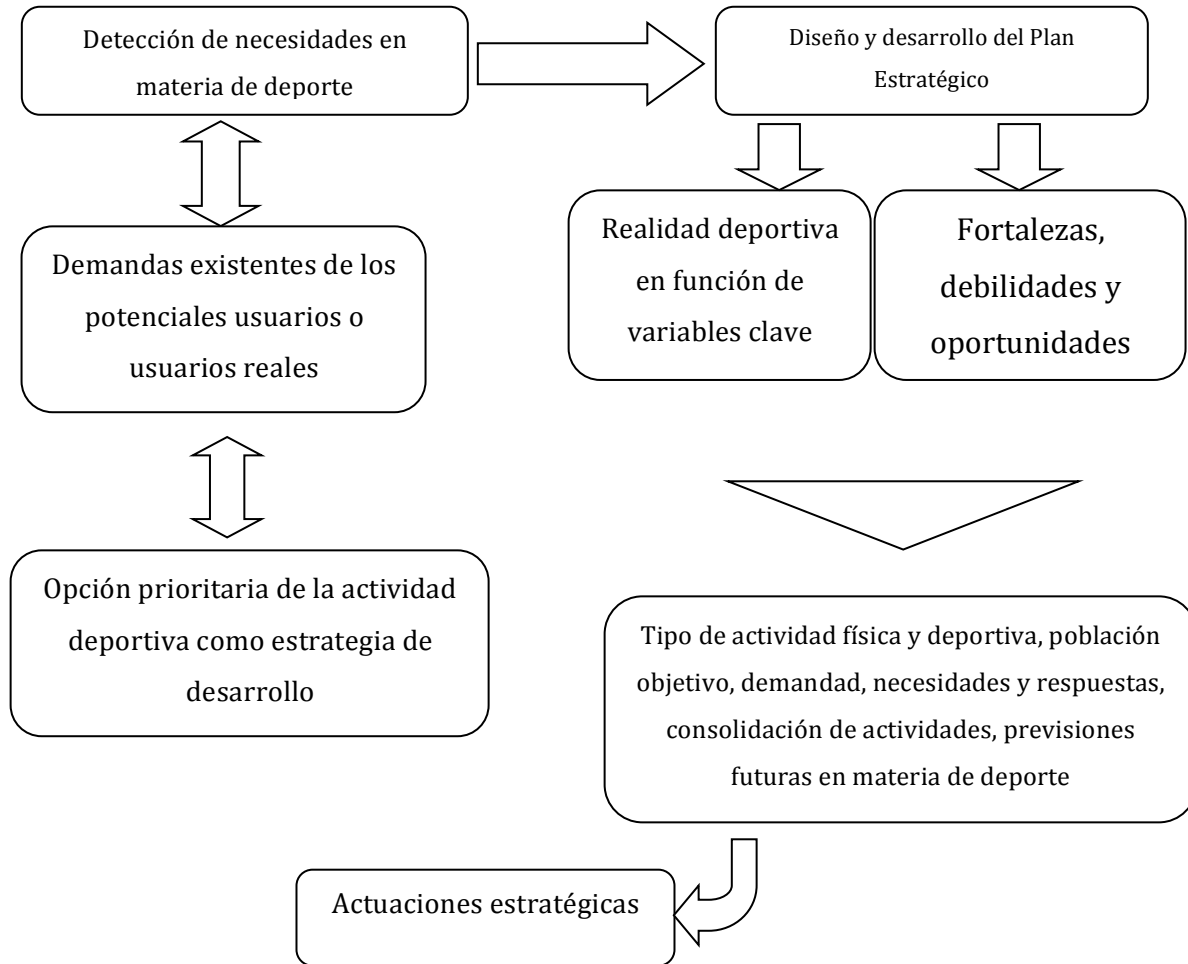 Detección de necesidades en
materia de deporte
Diseño y desarrollo del Plan
Estratégico
Demandas existentes de los
potenciales usuarios o
usuarios reales
Realidad deportiva
en función de
variables clave
Fortalezas,
debilidades y
oportunidades
Opción prioritaria de la actividad
deportiva como estrategia de
desarrollo
Tipo de actividad física y deportiva, población
objetivo, demandad, necesidades y respuestas,
consolidación de actividades, previsiones
futuras en materia de deporte
Actuaciones estratégicas